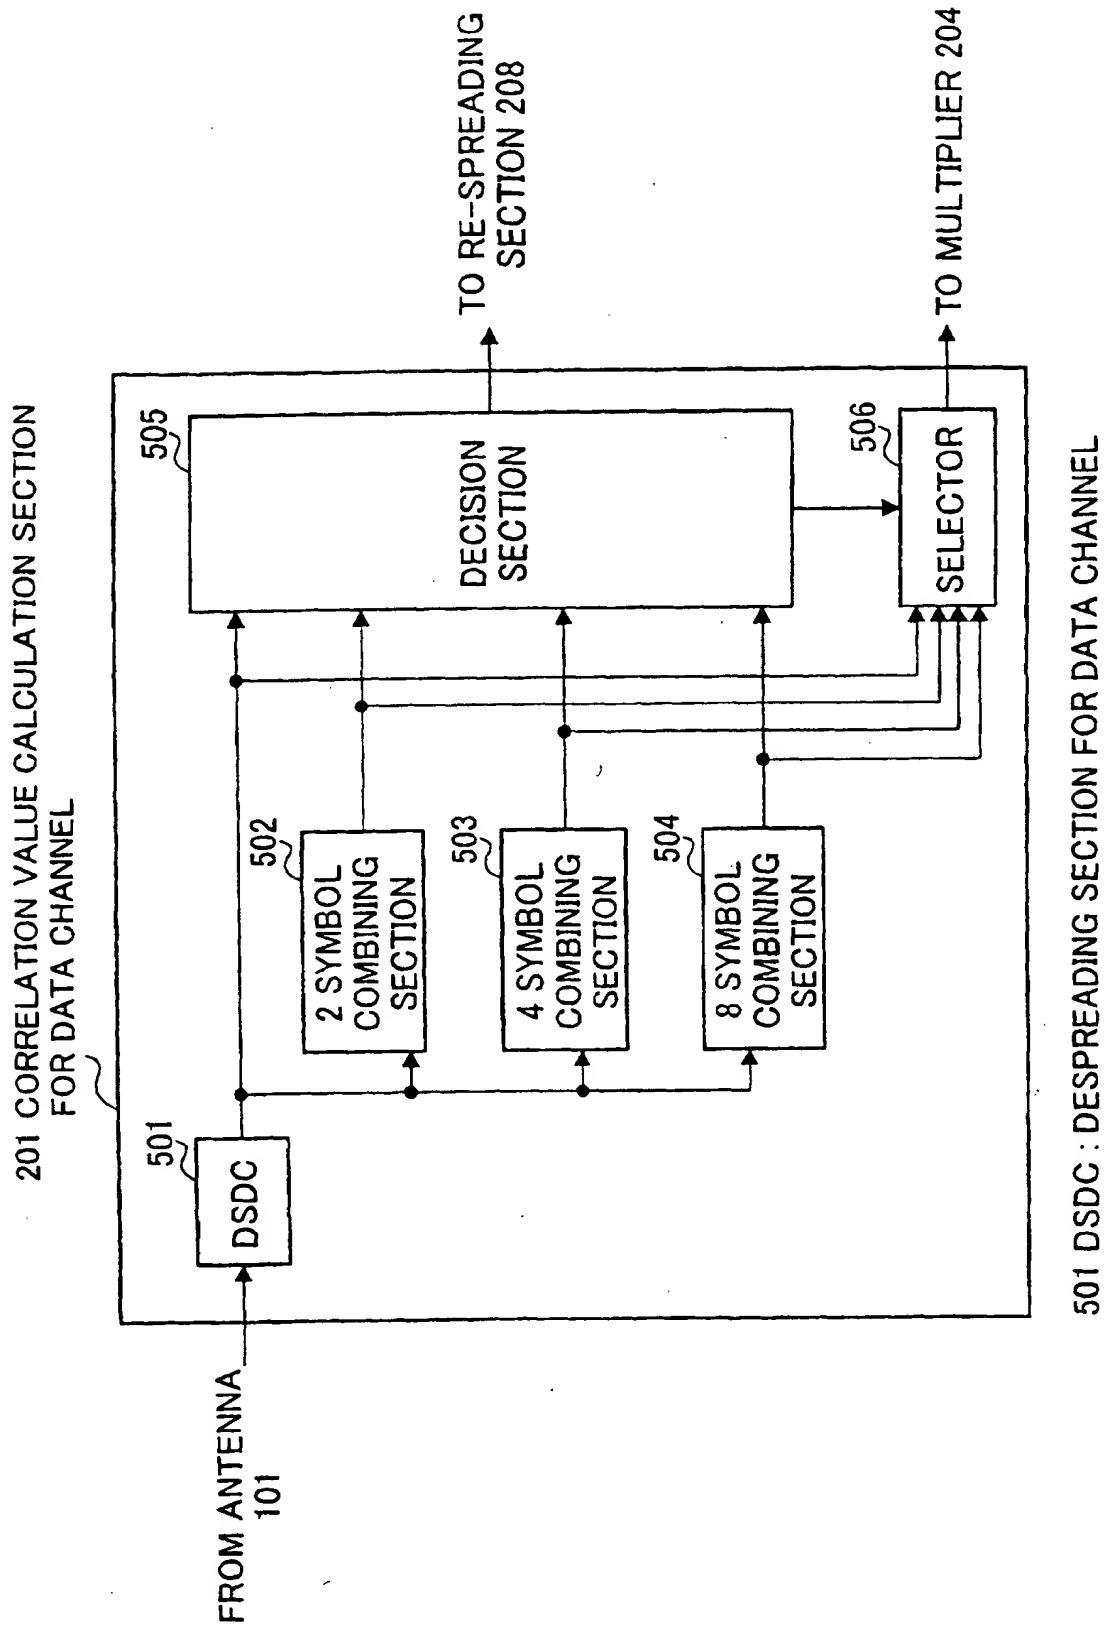 201 CORRELATION VALUE CALCULATION SECTION
FOR DATA CHANNEL
FROM ANTENNA
101
501
DSDC
502
2 SYMBOL
COMBINING
SECTION
503
4 SYMBOL
COMBINING
SECTION
504
8 SYMBOL
COMBINING
SECTION
505
DECISION
SECTION
506
SELECTOR
TO RE-SPREADING
SECTION 208
TO MULTIPLIER 204
501 DSDC : DESPREADING SECTION FOR DATA CHANNEL